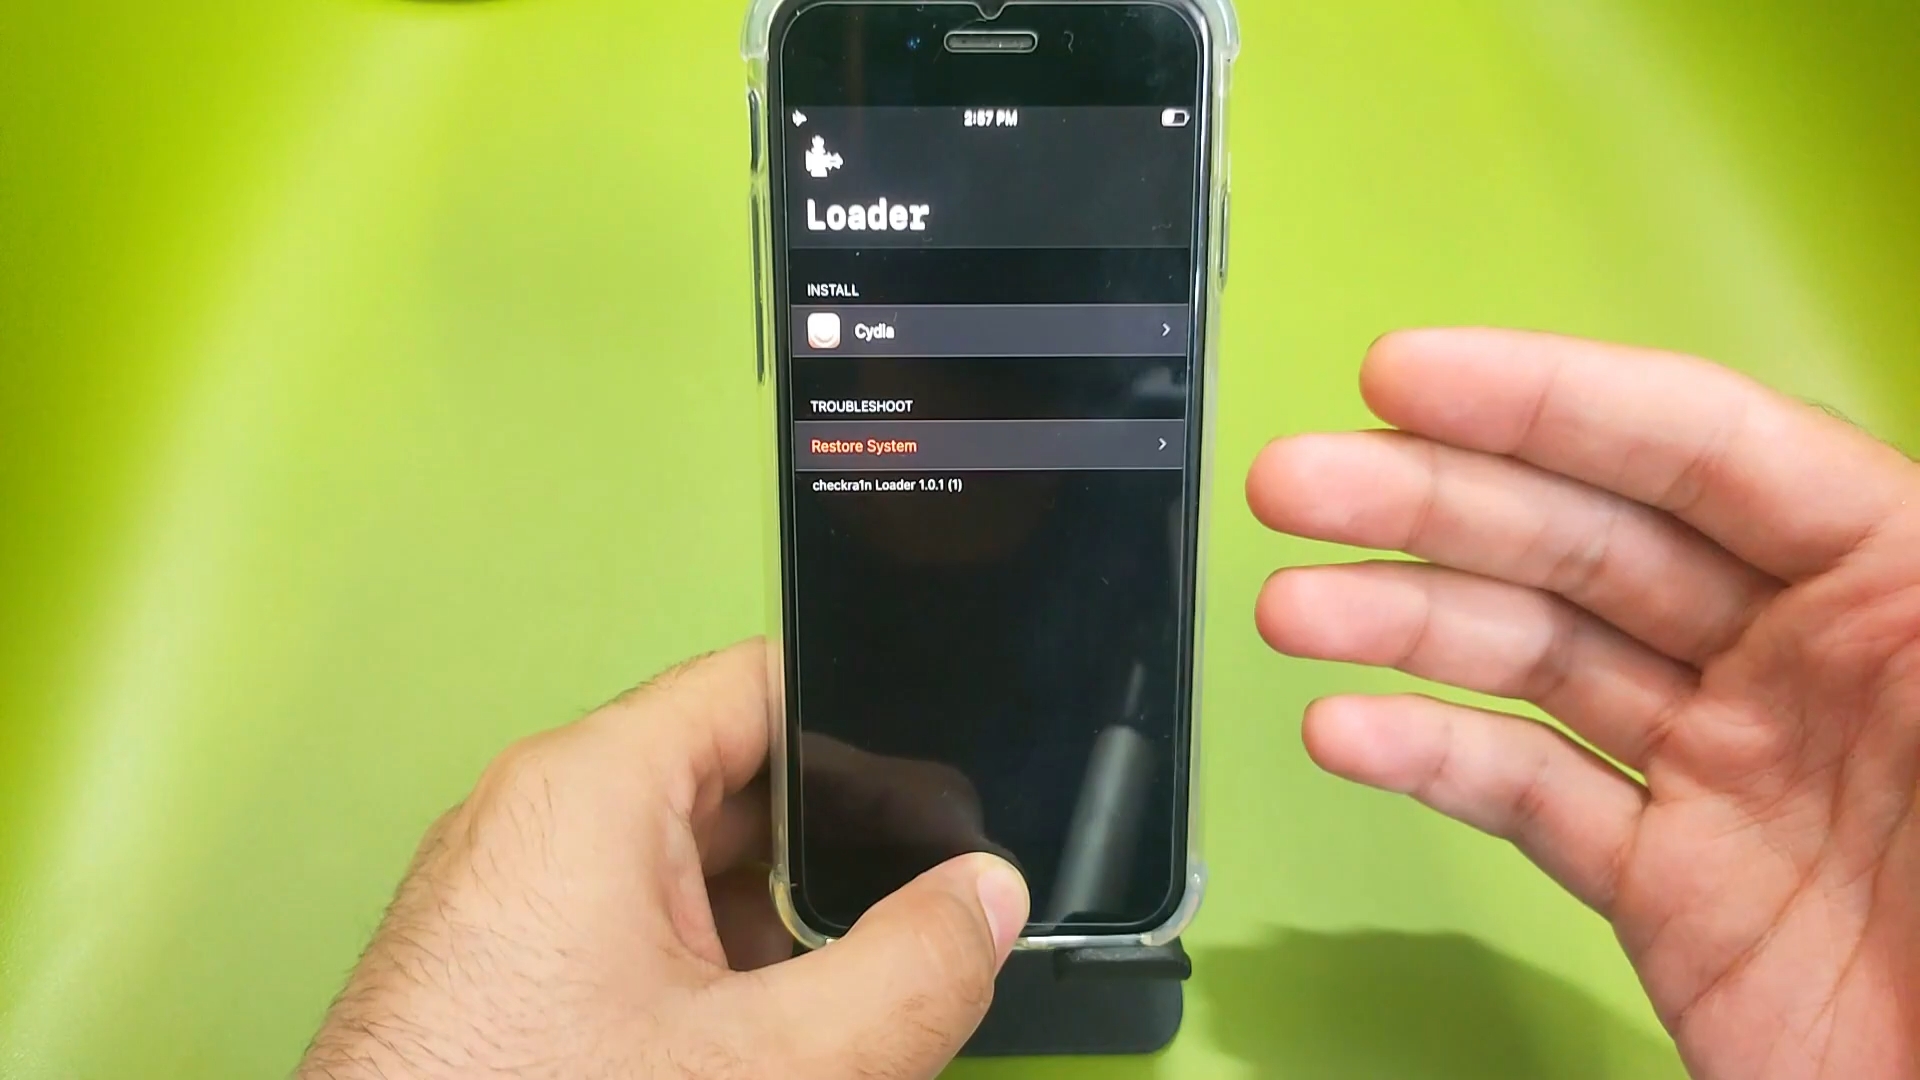 2:57 PM
Loader
INSTALL
Cydia
TROUBLESHOOT
Restore System
checkra1n Loader 1.0.1 (1)